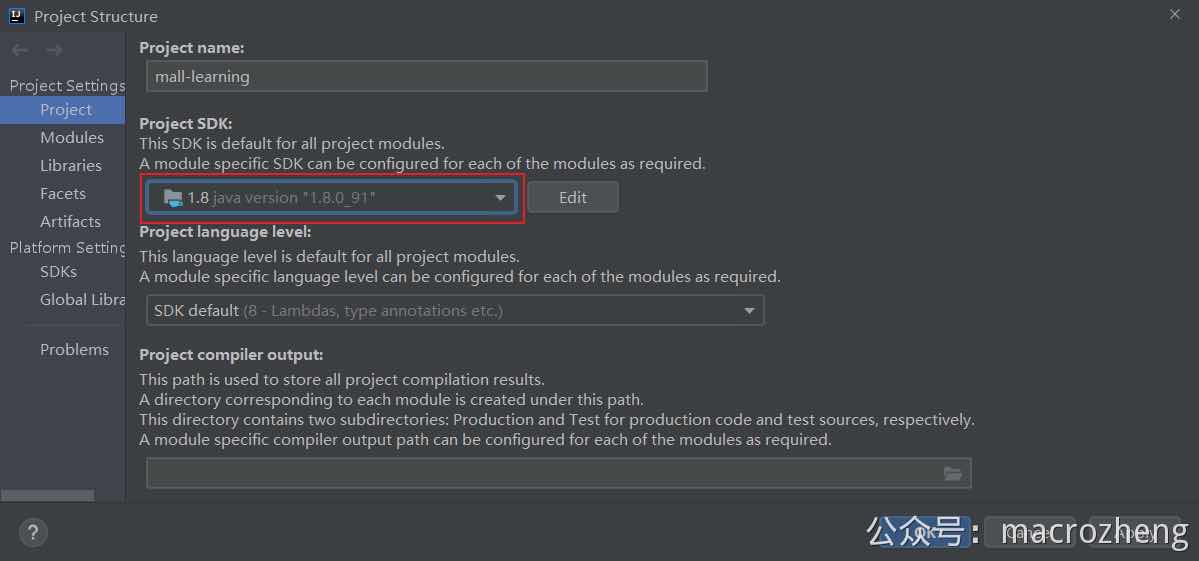 Project Structure
Project Settings
Project
Modules
Libraries
Facets
Artifacts
Platform Setting
SDKs
Global Libra
Problems
Project name:
mall-learning
Project SDK:
This SDK is default for all project modules.
A module specific SDK can be configured for each of the modules as required.
1.8 java version "1.8.0_91"
Edit
Project language level:
This language level is default for all project modules.
A module specific language level can be configured for each of the modules as required.
SDK default (8 - Lambdas, type annotations etc.)
Project compiler output:
This path is used to store all project compilation results.
A directory corresponding to each module is created under this path.
This directory contains two subdirectories: Production and Test for production code and test sources, respectively.
A module specific compiler output path can be configured for each of the modules as required.
?
OK Cancel Apply
公众号：macrozheng